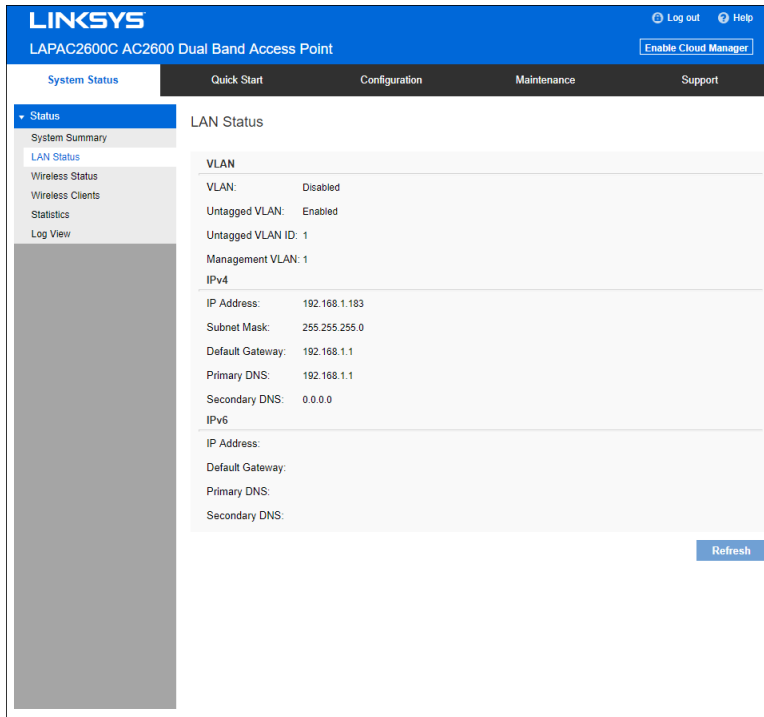 LINKSYS
Log out
Help
LAPAC2600C AC2600 Dual Band Access Point
Enable Cloud Manager
System Status
Quick Start
Configuration
Maintenance
Support
Status
System Summary
LAN Status
Wireless Status
Wireless Clients
Statistics
Log View
LAN Status
VLAN
VLAN: Disabled
Untagged VLAN: Enabled
Untagged VLAN ID: 1
Management VLAN: 1
IPv4
IP Address: 192.168.1.183
Subnet Mask: 255.255.255.0
Default Gateway: 192.168.1.1
Primary DNS: 192.168.1.1
Secondary DNS: 0.0.0.0
IPv6
IP Address:
Default Gateway:
Primary DNS:
Secondary DNS:
Refresh